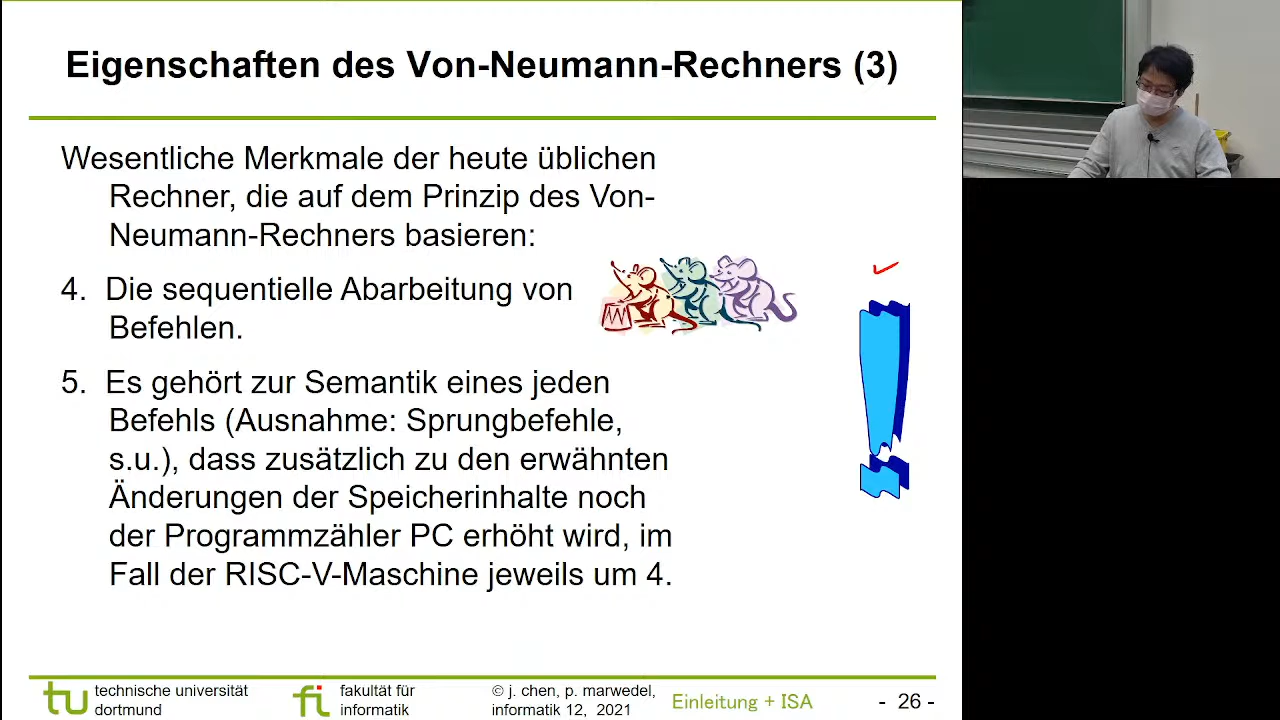 Eigenschaften des Von-Neumann-Rechners (3)
Wesentliche Merkmale der heute üblichen
Rechner, die auf dem Prinzip des Von-
Neumann-Rechners basieren:
4. Die sequentielle Abarbeitung von
Befehlen.
5. Es gehört zur Semantik eines jeden
Befehls (Ausnahme: Sprungbefehle,
s.u.), dass zusätzlich zu den erwähnten
Änderungen der Speicherinhalte noch
der Programmzähler PC erhöht wird, im
Fall der RISC-V-Maschine jeweils um 4.
!
tu technische universität
dortmund
fi fakultät für
informatik
© j. chen, p. marwedel,
informatik 12, 2021
Einleitung + ISA
- 26 -